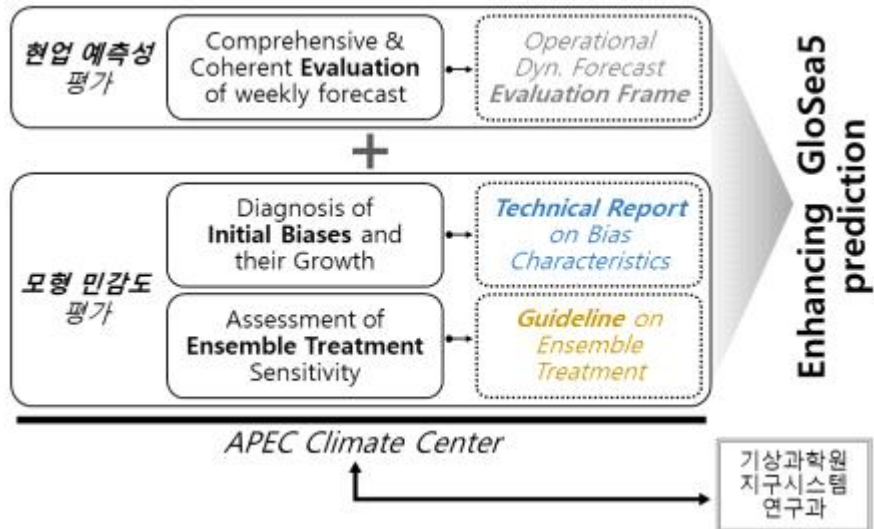 현업 예측성
평가
Comprehensive &
Coherent Evaluation
of weekly forecast
Operational
Dyn. Forecast
Evaluation Frame
+
모형 민감도
평가
Diagnosis of
Initial Biases and
their Growth
Technical Report
on Bias
Characteristics
Assessment of
Ensemble Treatment
Sensitivity
Guideline on
Ensemble
Treatment
Enhancing GloSea5
prediction
APEC Climate Center
기상과학원
지구시스템
연구과